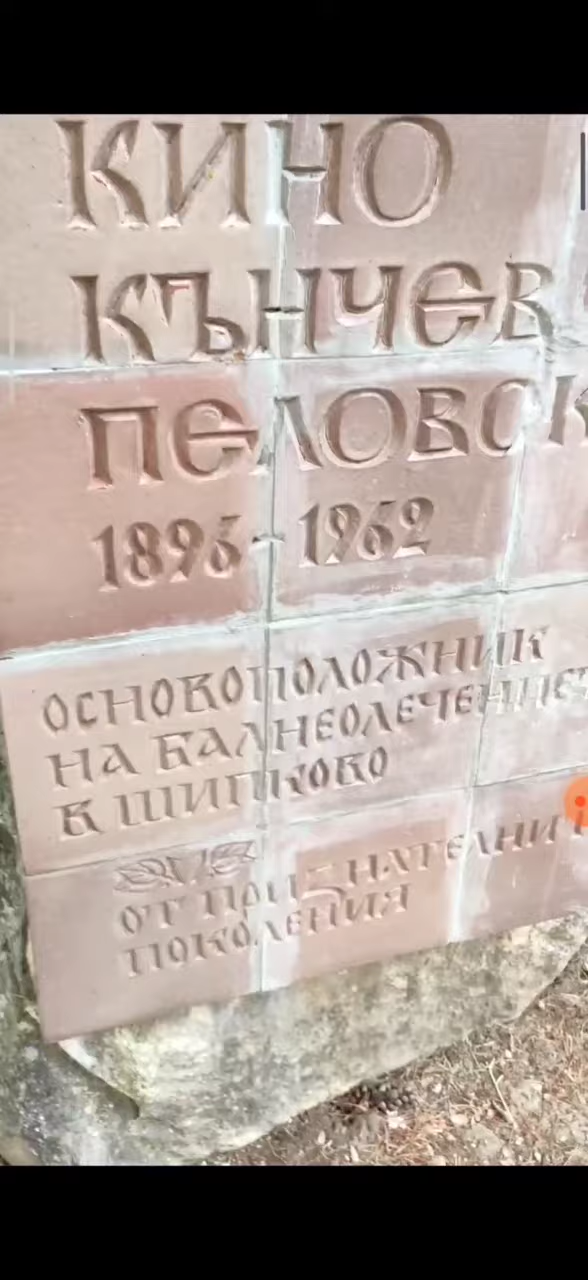 КИНО
КЪНЧЕВ
ПЕЛОВСК
1896 - 1962
ОСНОВОПОЛОЖНИК
НА БАЛНЕОЛЕЧЕНИЕТ
В ШИПКОВО
ОТ ПРИЗНАТЕЛНИ
ПОКОЛЕНИЯ